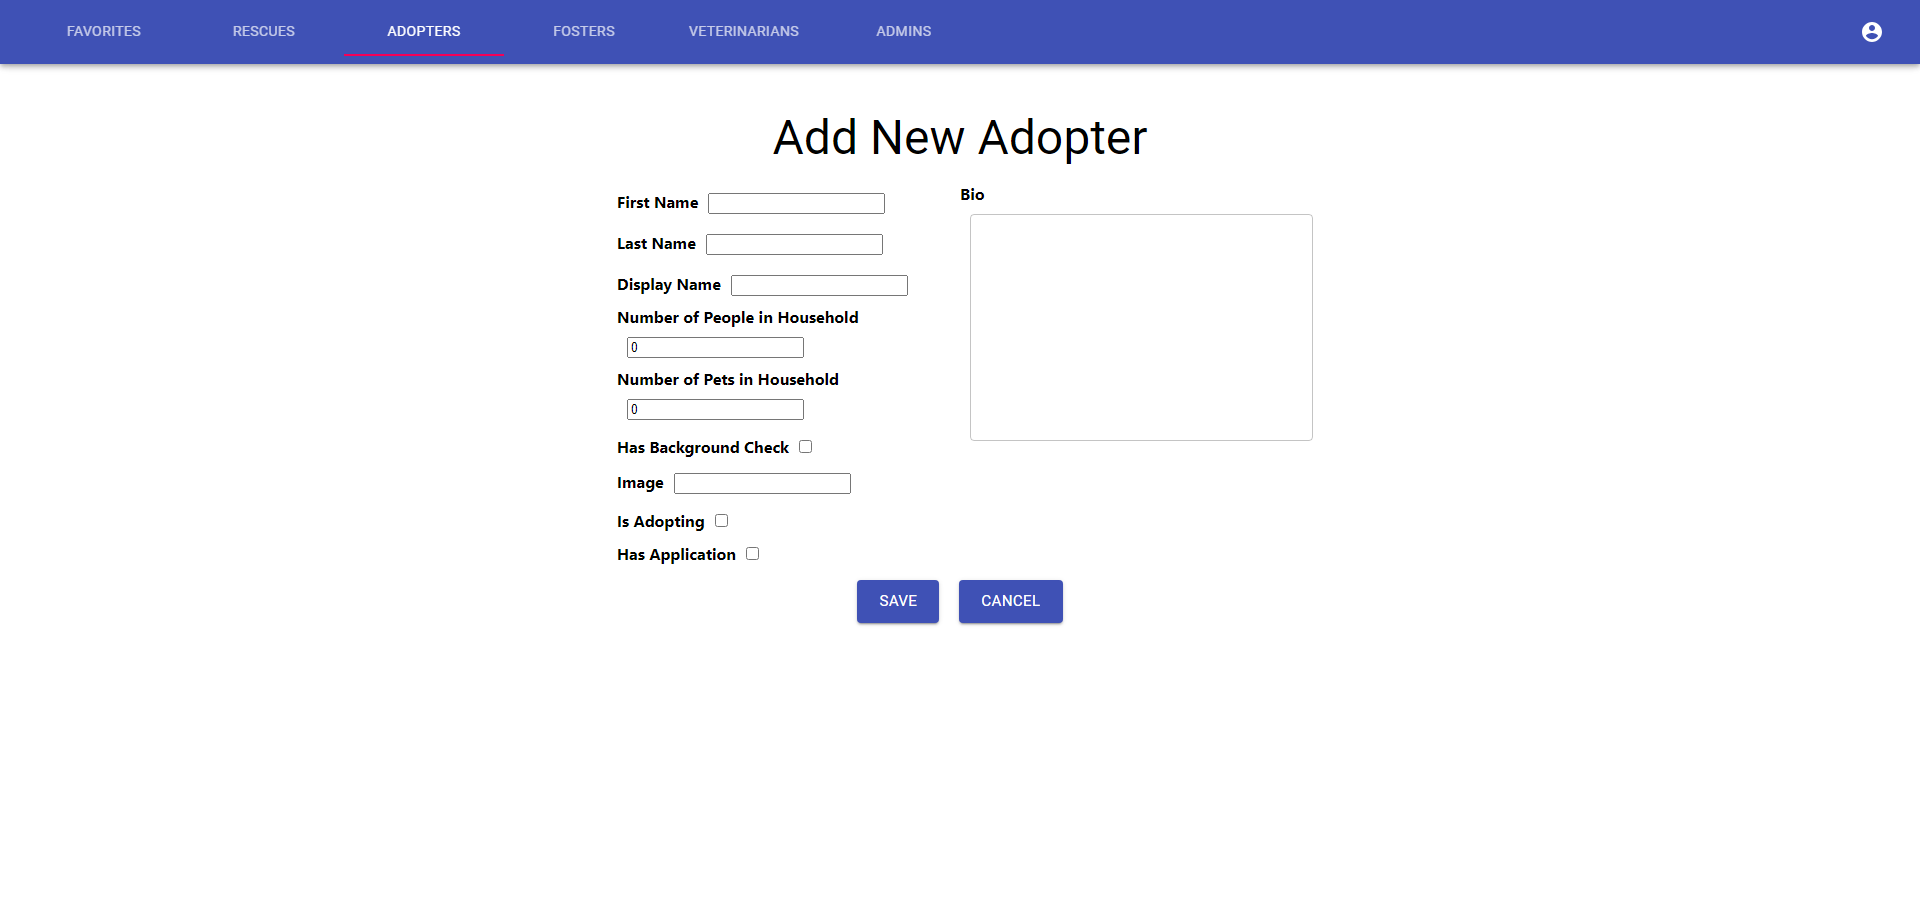 FAVORITES RESCUES ADOPTERS FOSTERS VETERINARIANS ADMINS
Add New Adopter
First Name
Last Name
Display Name
Number of People in Household
0
Number of Pets in Household
0
Has Background Check
Image
Is Adopting
Has Application
Bio
SAVE CANCEL